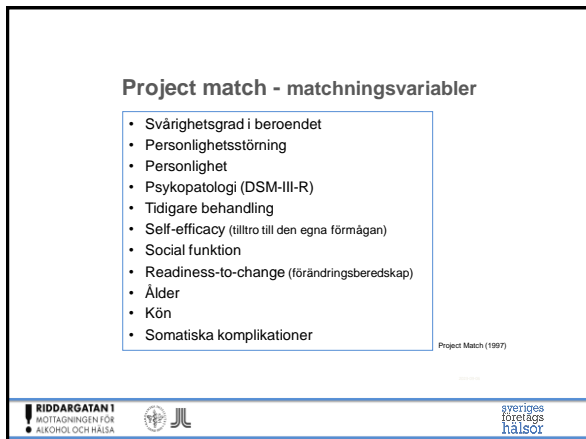 Project match - matchningsvariabler
• Svårighetsgrad i beroendet
• Personlighetsstörning
• Personlighet
• Psykopatologi (DSM-III-R)
• Tidigare behandling
• Self-efficacy (tilltro till den egna förmågan)
• Social funktion
• Readiness-to-change (förändringsberedskap)
• Ålder
• Kön
• Somatiska komplikationer
Project Match (1997)
RIDDARGATAN 1
MOTTAGNINGEN FÖR
ALKOHOL OCH HÄLSA
sveriges
företags
hälsor